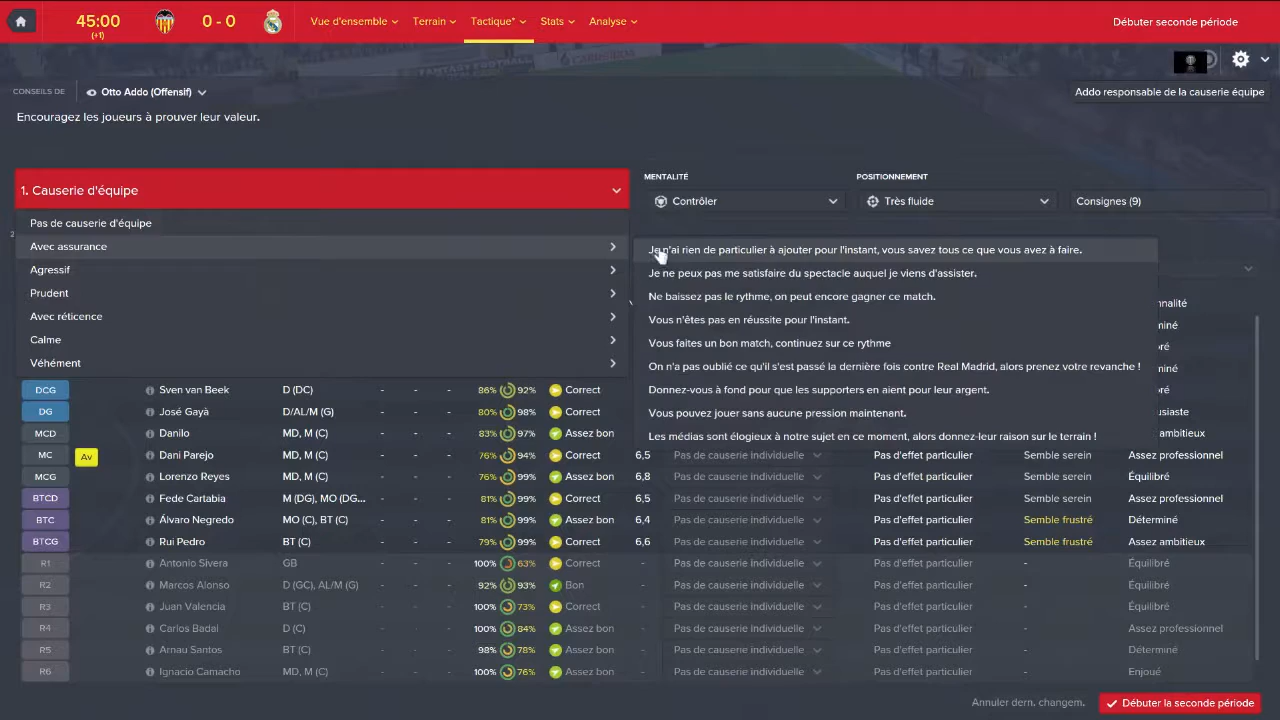 45:00 0 - 0 Vue d'ensemble Terrain Tactique* Stats Analyse Débuter seconde période
(+1)
CONSEILS DE Otto Addo (Offensif) Addo responsable de la causerie équipe
Encouragez les joueurs à prouver leur valeur.
MENTALITÉ POSITIONNEMENT
1. Causerie d'équipe Contrôler Très fluide Consignes (9)
Pas de causerie d'équipe
Avec assurance
Agressif
Prudent
Avec réticence
Calme
Véhément
Je n'ai rien de particulier à ajouter pour l'instant, vous savez tous ce que vous avez à faire.
Je ne peux pas me satisfaire du spectacle auquel je viens d'assister.
Ne baissez pas le rythme, on peut encore gagner ce match.
Vous n'êtes pas en réussite pour l'instant.
Vous faites un bon match, continuez sur ce rythme
On n'a pas oublié ce qu'il s'est passé la dernière fois contre Real Madrid, alors prenez votre revanche !
Donnez-vous à fond pour que les supporters en aient pour leur argent.
Vous pouvez jouer sans aucune pression maintenant.
Les médias sont élogieux à notre sujet en ce moment, alors donnez-leur raison sur le terrain !
DCG Sven van Beek D (DC) - - - 86% 92% Correct
DG José Gayà D/AL/M (G) - - - 80% 98% Correct
MCD Danilo MD, M (C) - - - 83% 97% Assez bon ambitieux
MC Av Dani Parejo MD, M (C) - - - 76% 94% Correct 6,5 Pas de causerie individuelle Pas d'effet particulier Semble serein Assez professionnel
MCG Lorenzo Reyes MD, M (C) - - - 76% 99% Assez bon 6,8 Pas de causerie individuelle Pas d'effet particulier Semble serein Équilibré
BTCD Fede Cartabia M (DG), MO (DG... - - - 81% 99% Correct 6,5 Pas de causerie individuelle Pas d'effet particulier Semble serein Assez professionnel
BTC Álvaro Negredo MO (C), BT (C) - - - 81% 99% Assez bon 6,4 Pas de causerie individuelle Pas d'effet particulier Semble frustré Déterminé
BTCG Rui Pedro BT (C) - - - 79% 99% Correct 6,6 Pas de causerie individuelle Pas d'effet particulier Semble frustré Assez ambitieux
R1 Antonio Sivera GB - - - 100% 63% Correct - Pas de causerie individuelle Pas d'effet particulier - Équilibré
R2 Marcos Alonso D (GC), AL/M (G) - - - 92% 93% Bon - Pas de causerie individuelle Pas d'effet particulier - Équilibré
R3 Juan Valencia BT (C) - - - 100% 73% Correct - Pas de causerie individuelle Pas d'effet particulier - Équilibré
R4 Carlos Badal D (C) - - - 100% 84% Assez bon - Pas de causerie individuelle Pas d'effet particulier - Assez professionnel
R5 Arnau Santos BT (C) - - - 98% 78% Assez bon - Pas de causerie individuelle Pas d'effet particulier - Déterminé
R6 Ignacio Camacho MD, M (C) - - - 100% 76% Assez bon - Pas de causerie individuelle Pas d'effet particulier - Enjoué
Annuler dern. changem. Débuter la seconde période